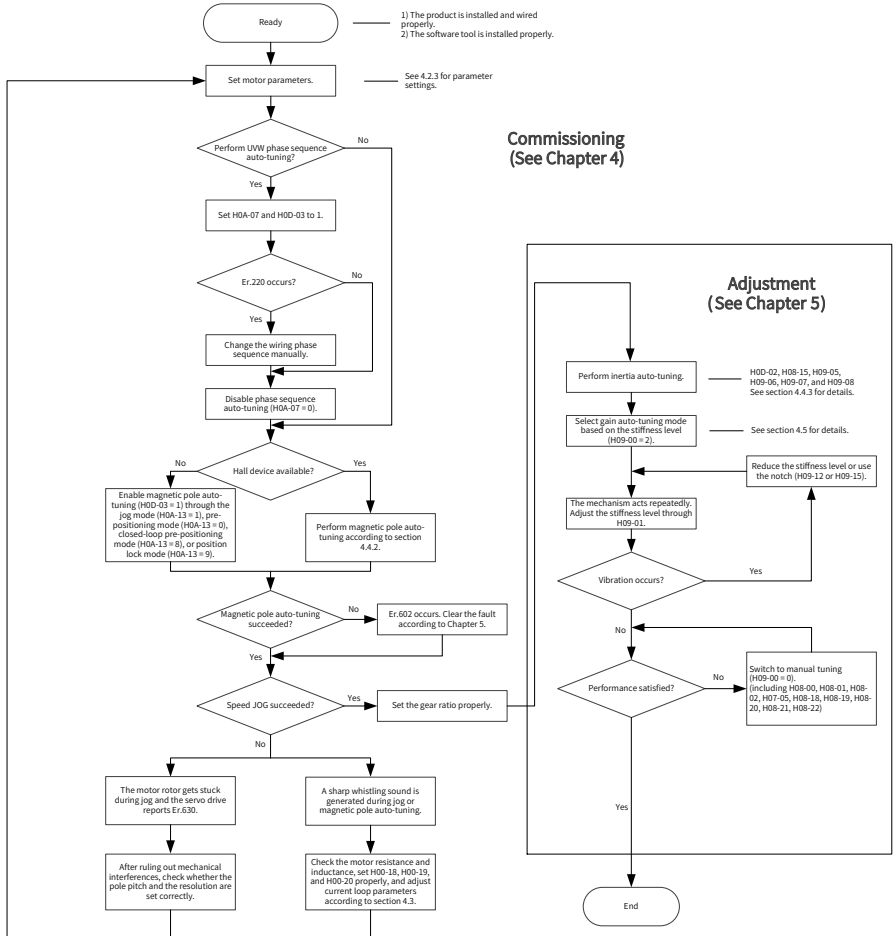 Ready
1) The product is installed and wired
properly.
2) The software tool is installed properly.
Set motor parameters.
See 4.2.3 for parameter
settings.
Commissioning
(See Chapter 4)
Perform UVW phase sequence
auto-tuning?
No
Yes
Set H0A-07 and H0D-03 to 1.
Er.220 occurs?
No
Yes
Change the wiring phase
sequence manually.
Disable phase sequence
auto-tuning (H0A-07 = 0).
Hall device available?
No
Yes
Enable magnetic pole auto-
tuning (H0D-03 = 1) through the
jog mode (H0A-13 = 1), pre-
positioning mode (H0A-13 = 0),
closed-loop pre-positioning
mode (H0A-13 = 8), or position
lock mode (H0A-13 = 9).
Perform magnetic pole auto-
tuning according to section
4.4.2.
Magnetic pole auto-tuning
succeeded?
No
Er.602 occurs. Clear the fault
according to Chapter 5.
Yes
Speed JOG succeeded?
Yes
Set the gear ratio properly.
No
The motor rotor gets stuck
during jog and the servo drive
reports Er.630.
A sharp whistling sound is
generated during jog or
magnetic pole auto-tuning.
After ruling out mechanical
interferences, check whether the
pole pitch and the resolution are
set correctly.
Check the motor resistance and
inductance, set H00-18, H00-19,
and H00-20 properly, and adjust
current loop parameters
according to section 4.3.
Adjustment
(See Chapter 5)
Perform inertia auto-tuning.
H0D-02, H08-15, H09-05,
H09-06, H09-07, and H09-08
See section 4.4.3 for details.
Select gain auto-tuning mode
based on the stiffness level
(H09-00 = 2).
See section 4.5 for details.
Reduce the stiffness level or use
the notch (H09-12 or H09-15).
The mechanism acts repeatedly.
Adjust the stiffness level through
H09-01.
Vibration occurs?
Yes
No
Performance satisfied?
No
Switch to manual tuning
(H09-00 = 0).
(including H08-00, H08-01, H08-
02, H07-05, H08-18, H08-19, H08-
20, H08-21, H08-22)
Yes
End